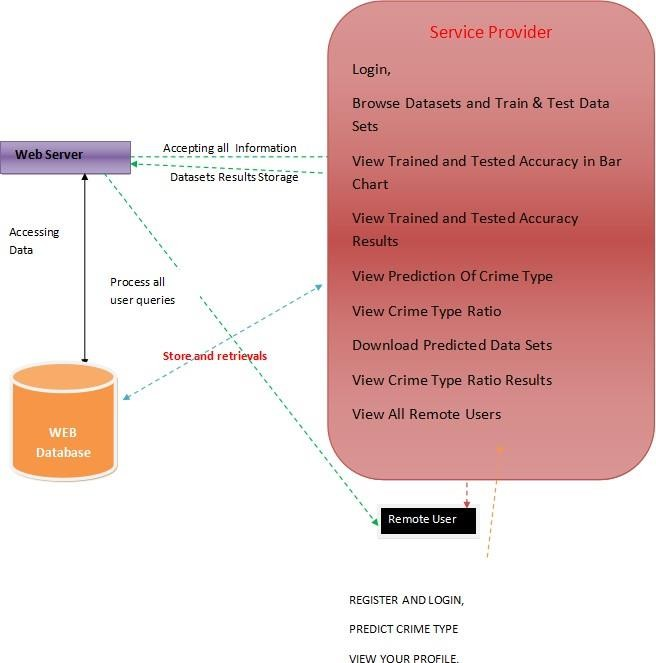 Service Provider
Login,
Browse Datasets and Train & Test Data
Sets
View Trained and Tested Accuracy in Bar
Chart
View Trained and Tested Accuracy
Results
View Prediction Of Crime Type
View Crime Type Ratio
Download Predicted Data Sets
View Crime Type Ratio Results
View All Remote Users
Web Server
Accepting all Information
Datasets Results Storage
Accessing
Data
Process all
user queries
Store and retrievals
WEB
Database
Remote User
REGISTER AND LOGIN,
PREDICT CRIME TYPE
VIEW YOUR PROFILE.